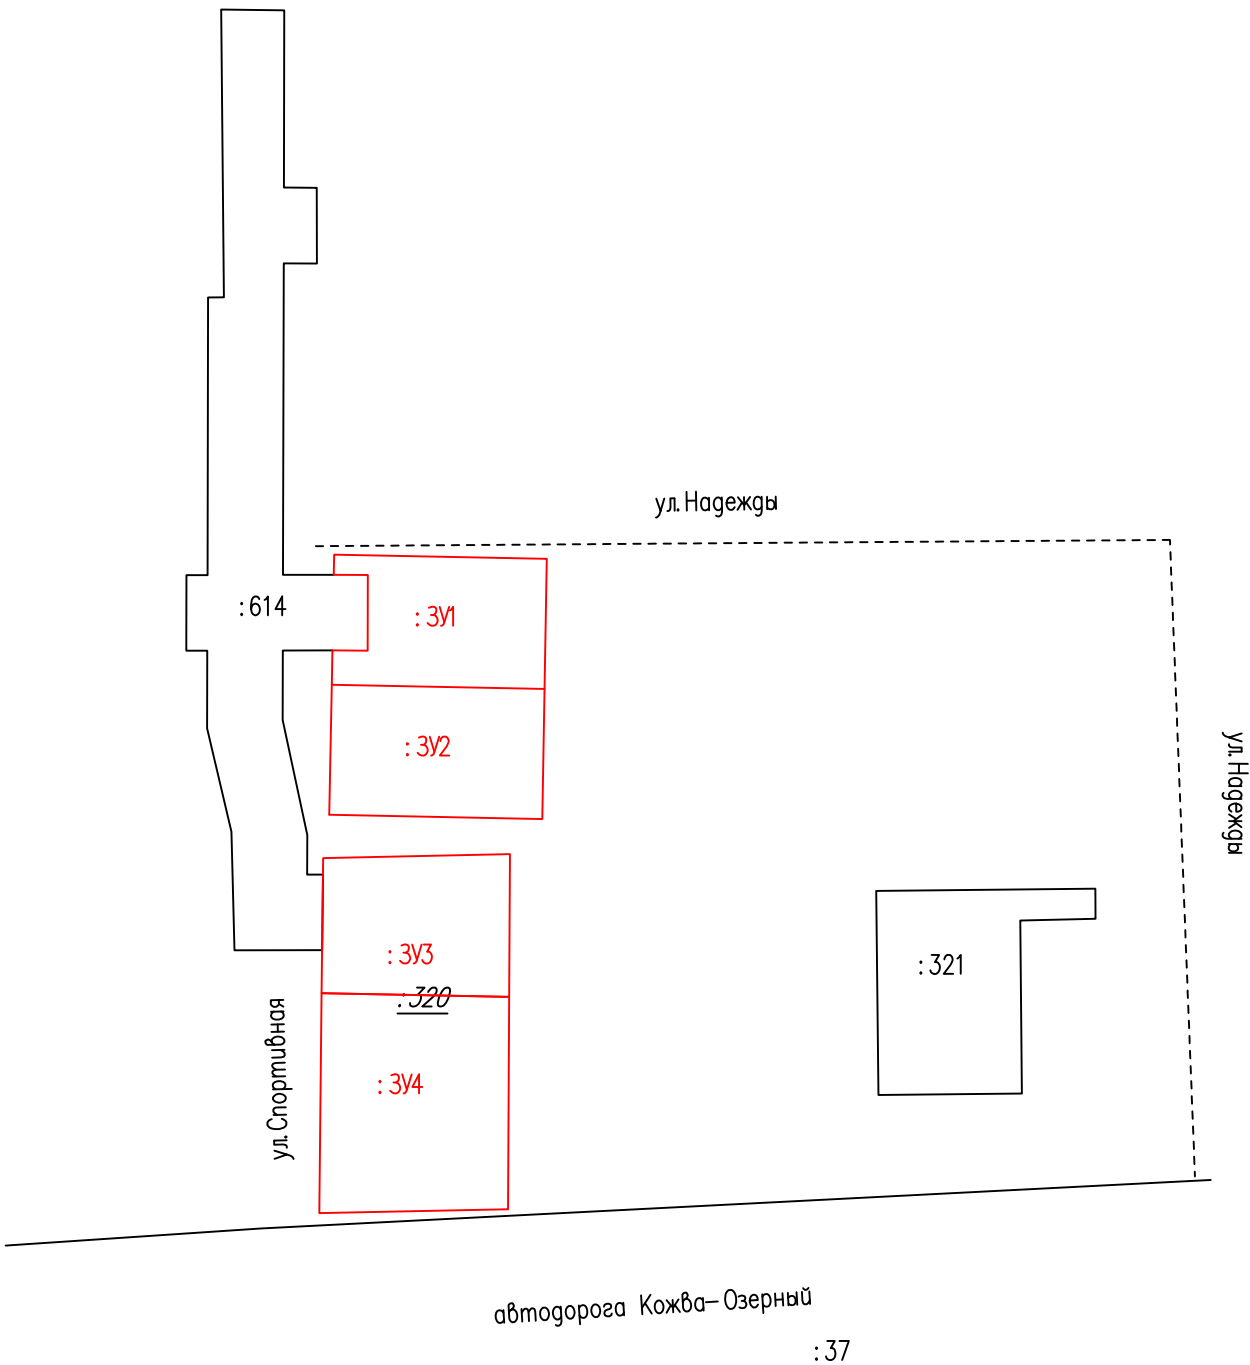 ул.Надежды
:ЗУ1
:614
:ЗУ2
ул.Надежды
:ЗУ3
:321
:320
ул.Спортивная
:ЗУ4
автодорога Кожва-Озерный
:37